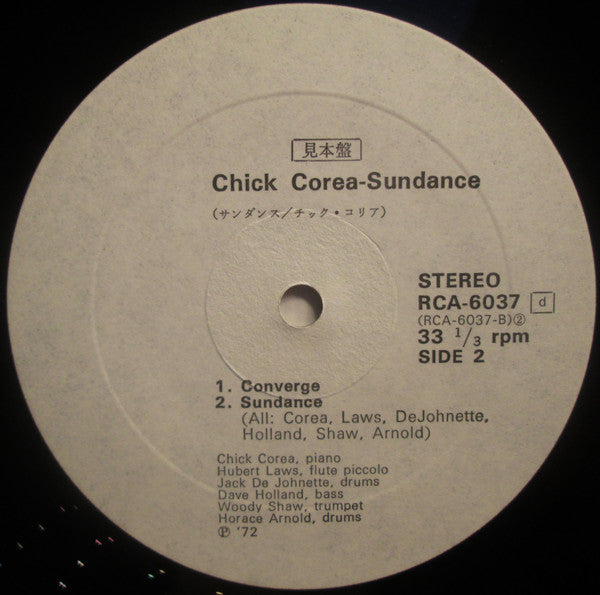 見本盤
Chick Corea-Sundance
(サンダンス/チック・コリア)
STEREO
RCA-6037 d
(RCA-6037-B)②
33 1/3 rpm
SIDE 2
1. Converge
2. Sundance
(All: Corea, Laws, DeJohnette,
Holland, Shaw, Arnold)
Chick Corea, piano
Hubert Laws, flute piccolo
Jack De Johnette, drums
Dave Holland, bass
Woody Shaw, trumpet
Horace Arnold, drums
℗ '72